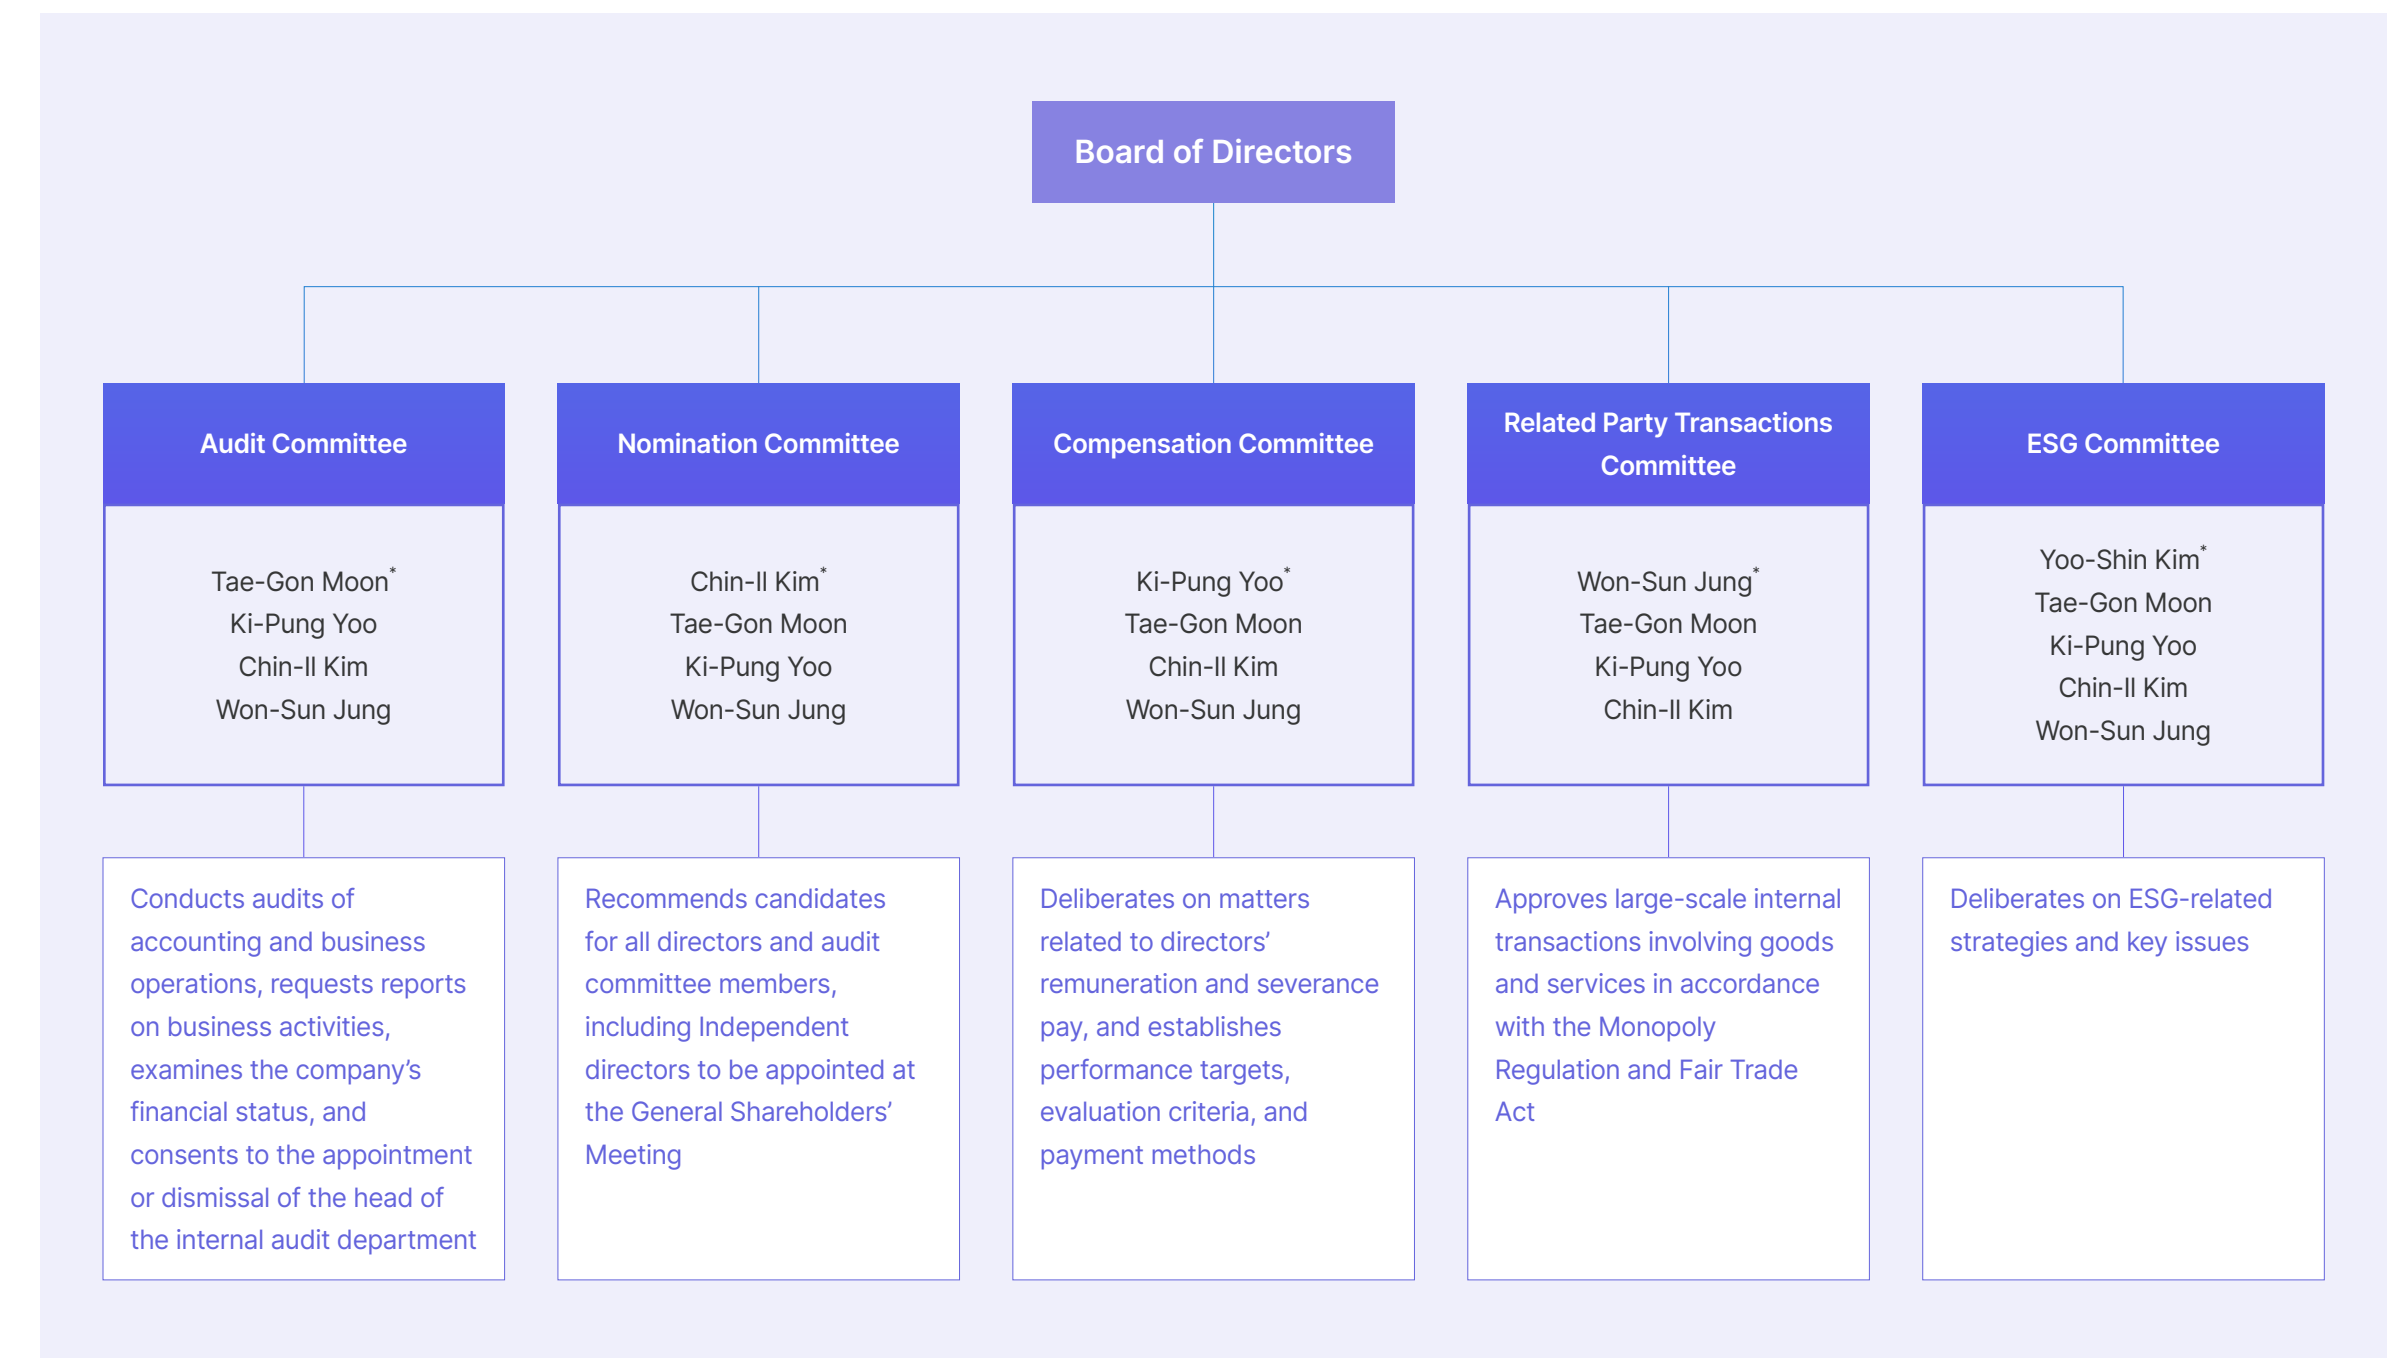 Board of Directors
Audit Committee
Tae-Gon Moon*
Ki-Pung Yoo
Chin-Il Kim
Won-Sun Jung
Conducts audits of
accounting and business
operations, requests reports
on business activities,
examines the company’s
financial status, and
consents to the appointment
or dismissal of the head of
the internal audit department
Nomination Committee
Chin-Il Kim*
Tae-Gon Moon
Ki-Pung Yoo
Won-Sun Jung
Recommends candidates
for all directors and audit
committee members,
including Independent
directors to be appointed at
the General Shareholders’
Meeting
Compensation Committee
Ki-Pung Yoo*
Tae-Gon Moon
Chin-Il Kim
Won-Sun Jung
Deliberates on matters
related to directors’
remuneration and severance
pay, and establishes
performance targets,
evaluation criteria, and
payment methods
Related Party Transactions
Committee
Won-Sun Jung*
Tae-Gon Moon
Ki-Pung Yoo
Chin-Il Kim
Approves large-scale internal
transactions involving goods
and services in accordance
with the Monopoly
Regulation and Fair Trade
Act
ESG Committee
Yoo-Shin Kim*
Tae-Gon Moon
Ki-Pung Yoo
Chin-Il Kim
Won-Sun Jung
Deliberates on ESG-related
strategies and key issues